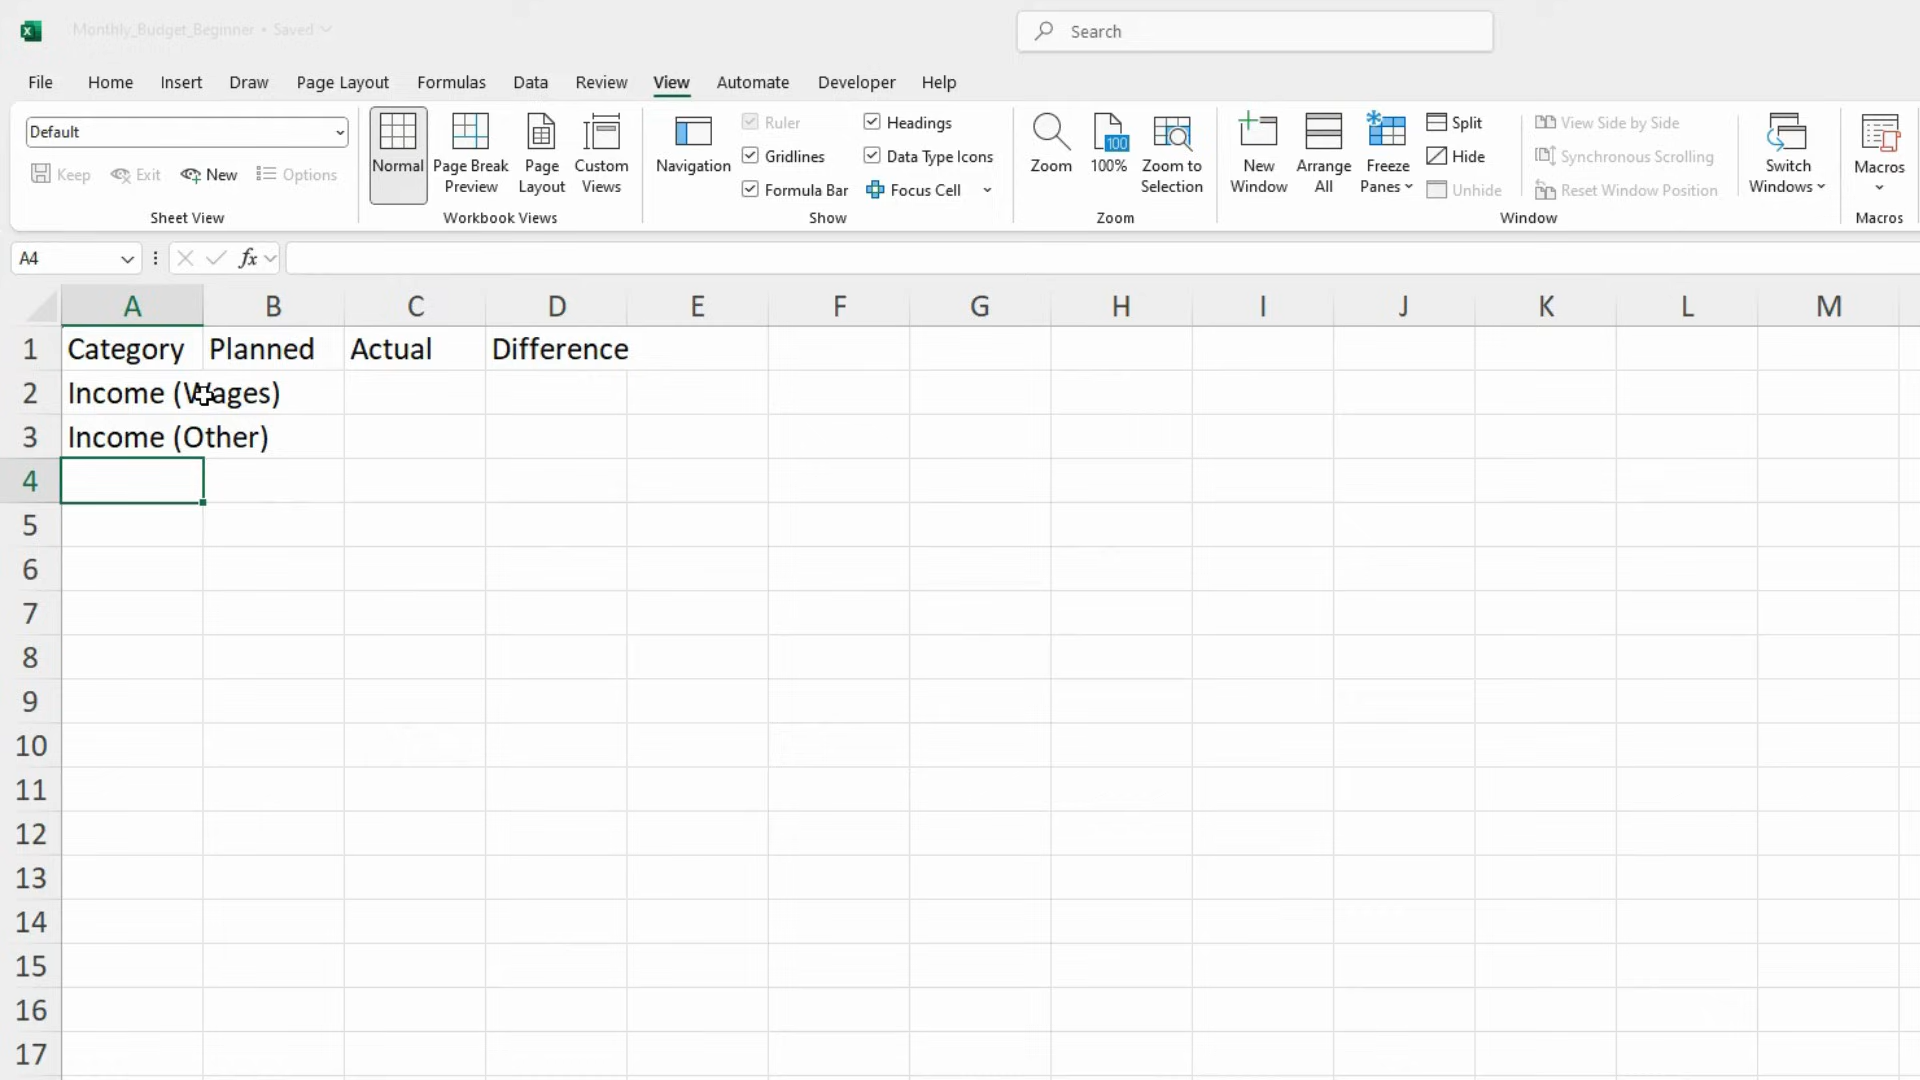 Monthly_Budget_Beginner • Saved
Search
File Home Insert Draw Page Layout Formulas Data Review View Automate Developer Help
Default
Keep Exit New Options
Sheet View
Normal
Page Break Preview
Page Layout
Custom Views
Workbook Views
Navigation
Ruler
Gridlines
Formula Bar
Headings
Data Type Icons
Focus Cell
Show
Zoom
100
100%
Zoom to Selection
Zoom
New Window
Arrange All
Freeze Panes
Split
Hide
Unhide
View Side by Side
Synchronous Scrolling
Reset Window Position
Switch Windows
Window
Macros
Macros
A4
fx
A B C D E F G H I J K L M
1 Category Planned Actual Difference
2 Income (Wages)
3 Income (Other)
4
5
6
7
8
9
10
11
12
13
14
15
16
17